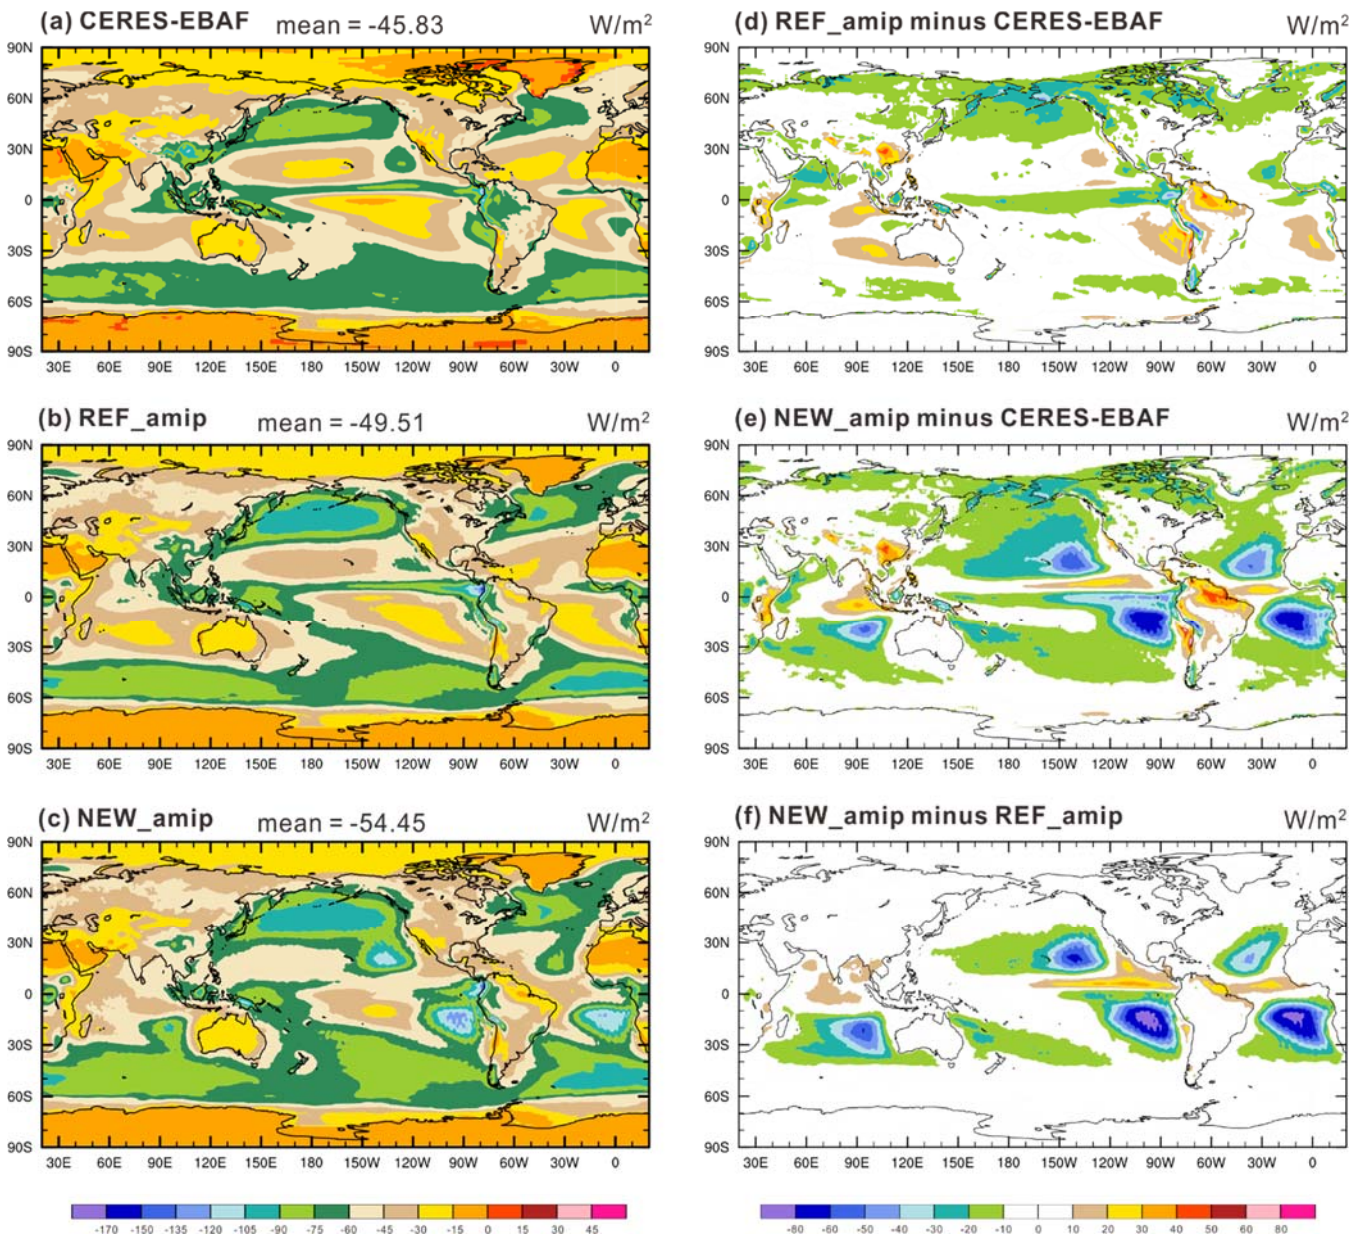 (a) CERES-EBAF mean = -45.83 W/m²
90N
60N
30N
0
30S
60S
90S
30E 60E 90E 120E 150E 180 150W 120W 90W 60W 30W 0
(d) REF_amip minus CERES-EBAF W/m²
90N
60N
30N
0
30S
60S
90S
30E 60E 90E 120E 150E 180 150W 120W 90W 60W 30W 0
(b) REF_amip mean = -49.51 W/m²
90N
60N
30N
0
30S
60S
90S
30E 60E 90E 120E 150E 180 150W 120W 90W 60W 30W 0
(e) NEW_amip minus CERES-EBAF W/m²
90N
60N
30N
0
30S
60S
90S
30E 60E 90E 120E 150E 180 150W 120W 90W 60W 30W 0
(c) NEW_amip mean = -54.45 W/m²
90N
60N
30N
0
30S
60S
90S
30E 60E 90E 120E 150E 180 150W 120W 90W 60W 30W 0
(f) NEW_amip minus REF_amip W/m²
90N
60N
30N
0
30S
60S
90S
30E 60E 90E 120E 150E 180 150W 120W 90W 60W 30W 0
-170 -150 -135 -120 -105 -90 -75 -60 -45 -30 -15 0 15 30 45
-80 -60 -50 -40 -30 -20 -10 0 10 20 30 40 50 60 80